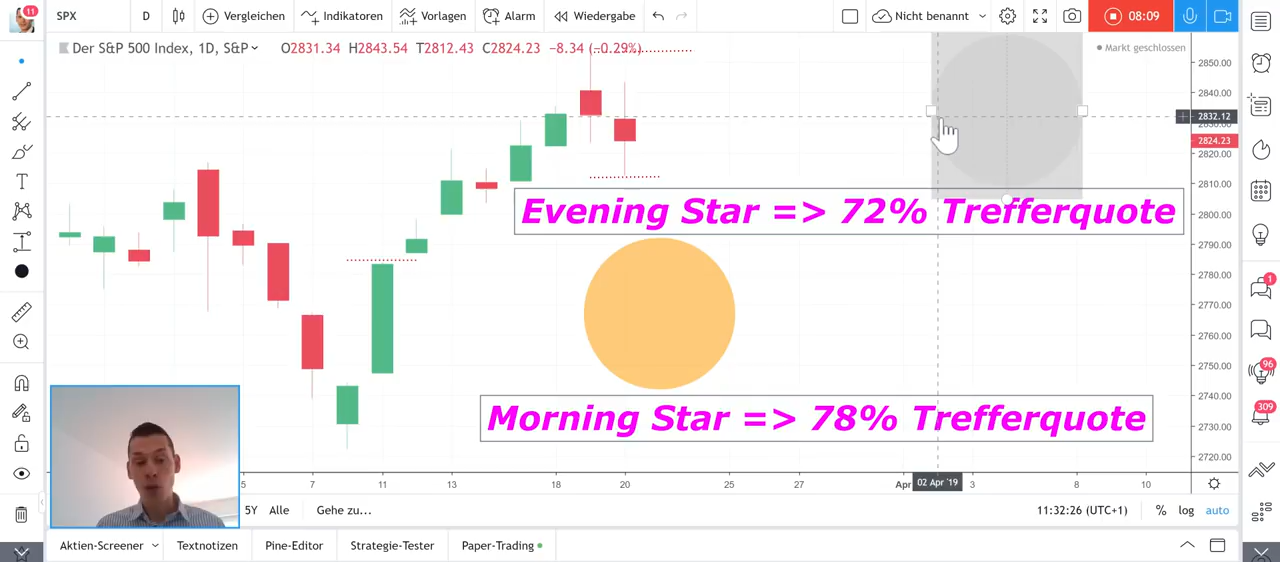 11
SPX
D
Vergleichen
Indikatoren
Vorlagen
Alarm
Wiedergabe
Nicht benannt
08:09
Der S&P 500 Index, 1D, S&P
O2831.34 H2843.54 T2812.43 C2824.23 −8.34 (−0.29%)
Markt geschlossen
2850.00
2840.00
2832.12
2830.00
2824.23
2820.00
2810.00
2800.00
2790.00
2780.00
2770.00
2760.00
2750.00
2740.00
2730.00
2720.00
Evening Star => 72% Trefferquote
Morning Star => 78% Trefferquote
5 7 11 13 18 20 25 27 Apr 02 Apr '19 3 8 10
5Y Alle Gehe zu...
11:32:26 (UTC+1) % log auto
Aktien-Screener Textnotizen Pine-Editor Strategie-Tester Paper-Trading
1
96
309